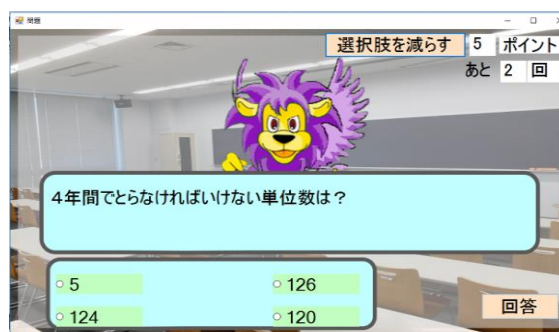 問題
選択肢を減らす 5 ポイント
あと 2 回
４年間でとらなければいけない単位数は？
5 126
124 120
回答